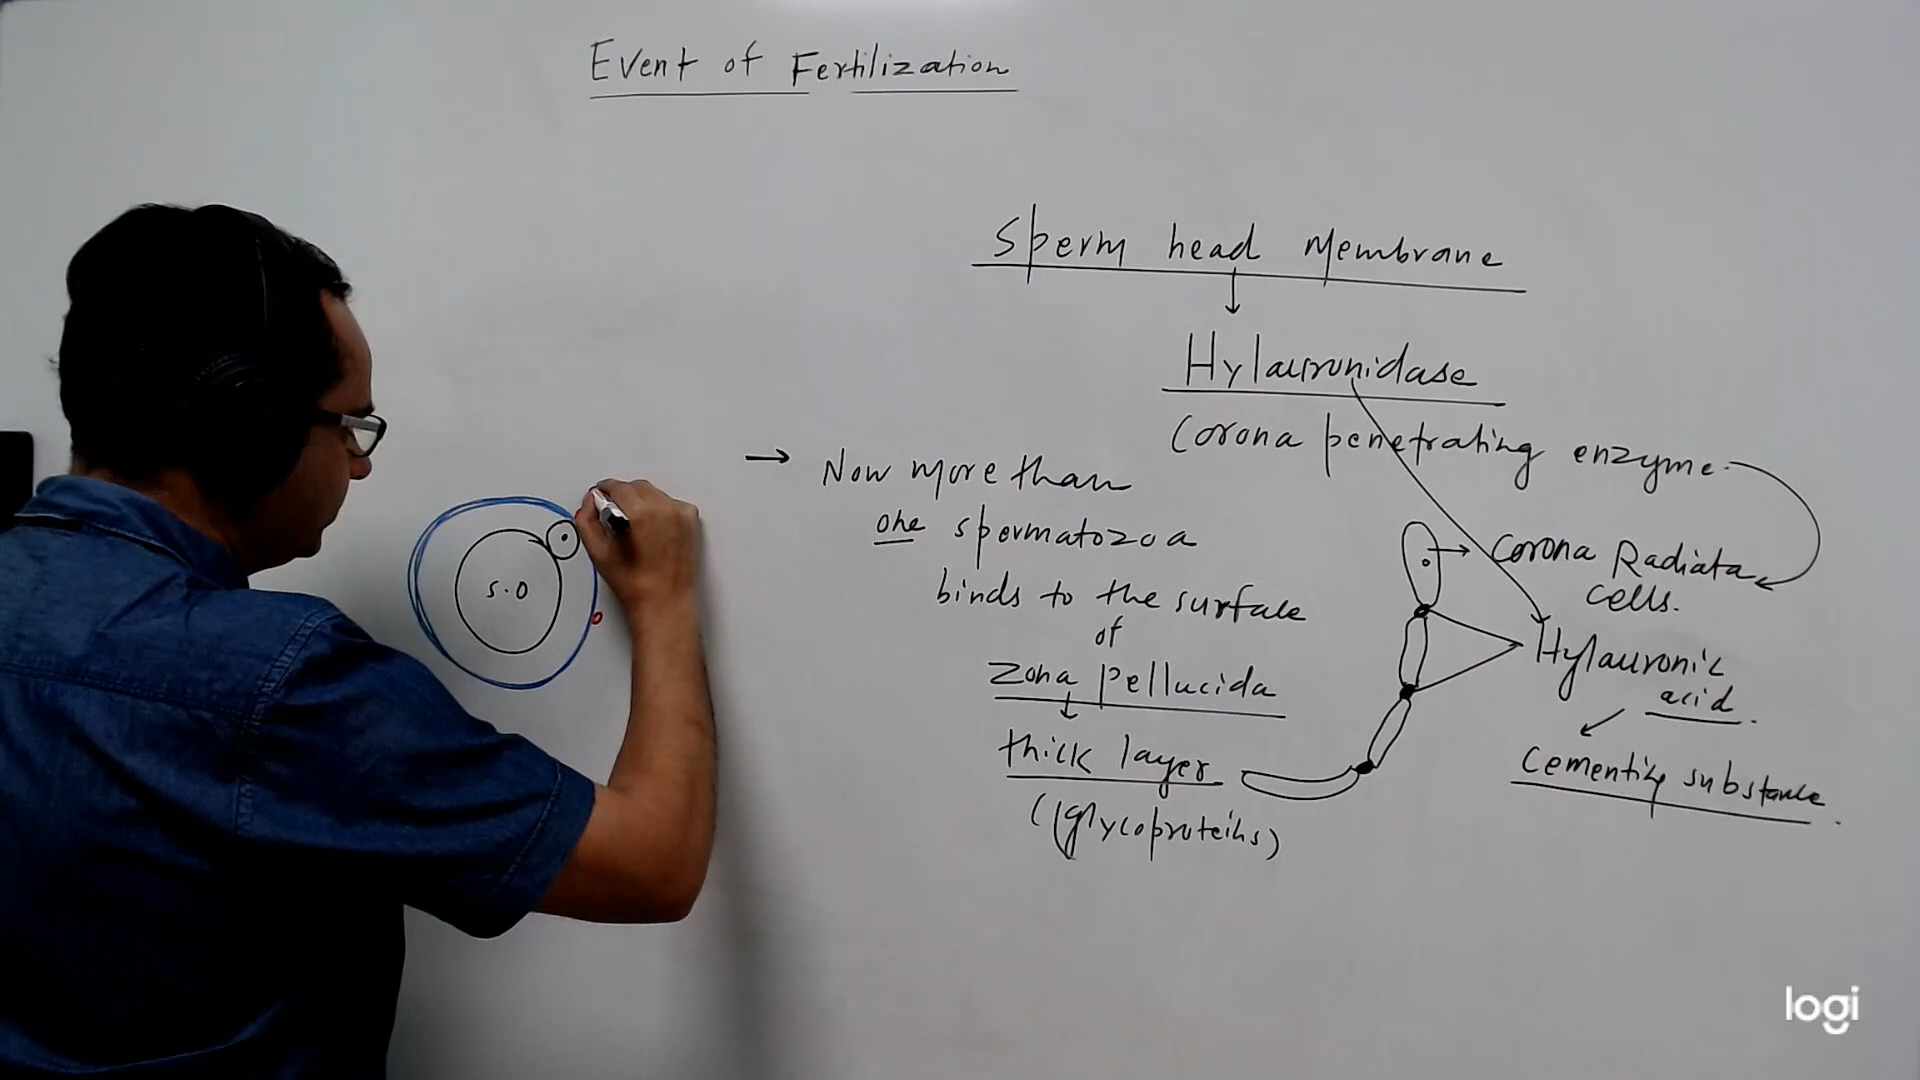 Event of Fertilization
Sperm head Membrane
Hylauronidase
Corona penetrating enzyme.
→ Now more than
one spermatozoa
binds to the surface
of
Zona pellucida
thick layer
(glycoproteins)
S.O
Corona Radiata
cells.
Hylauronic
acid.
Cementing substance.
logi